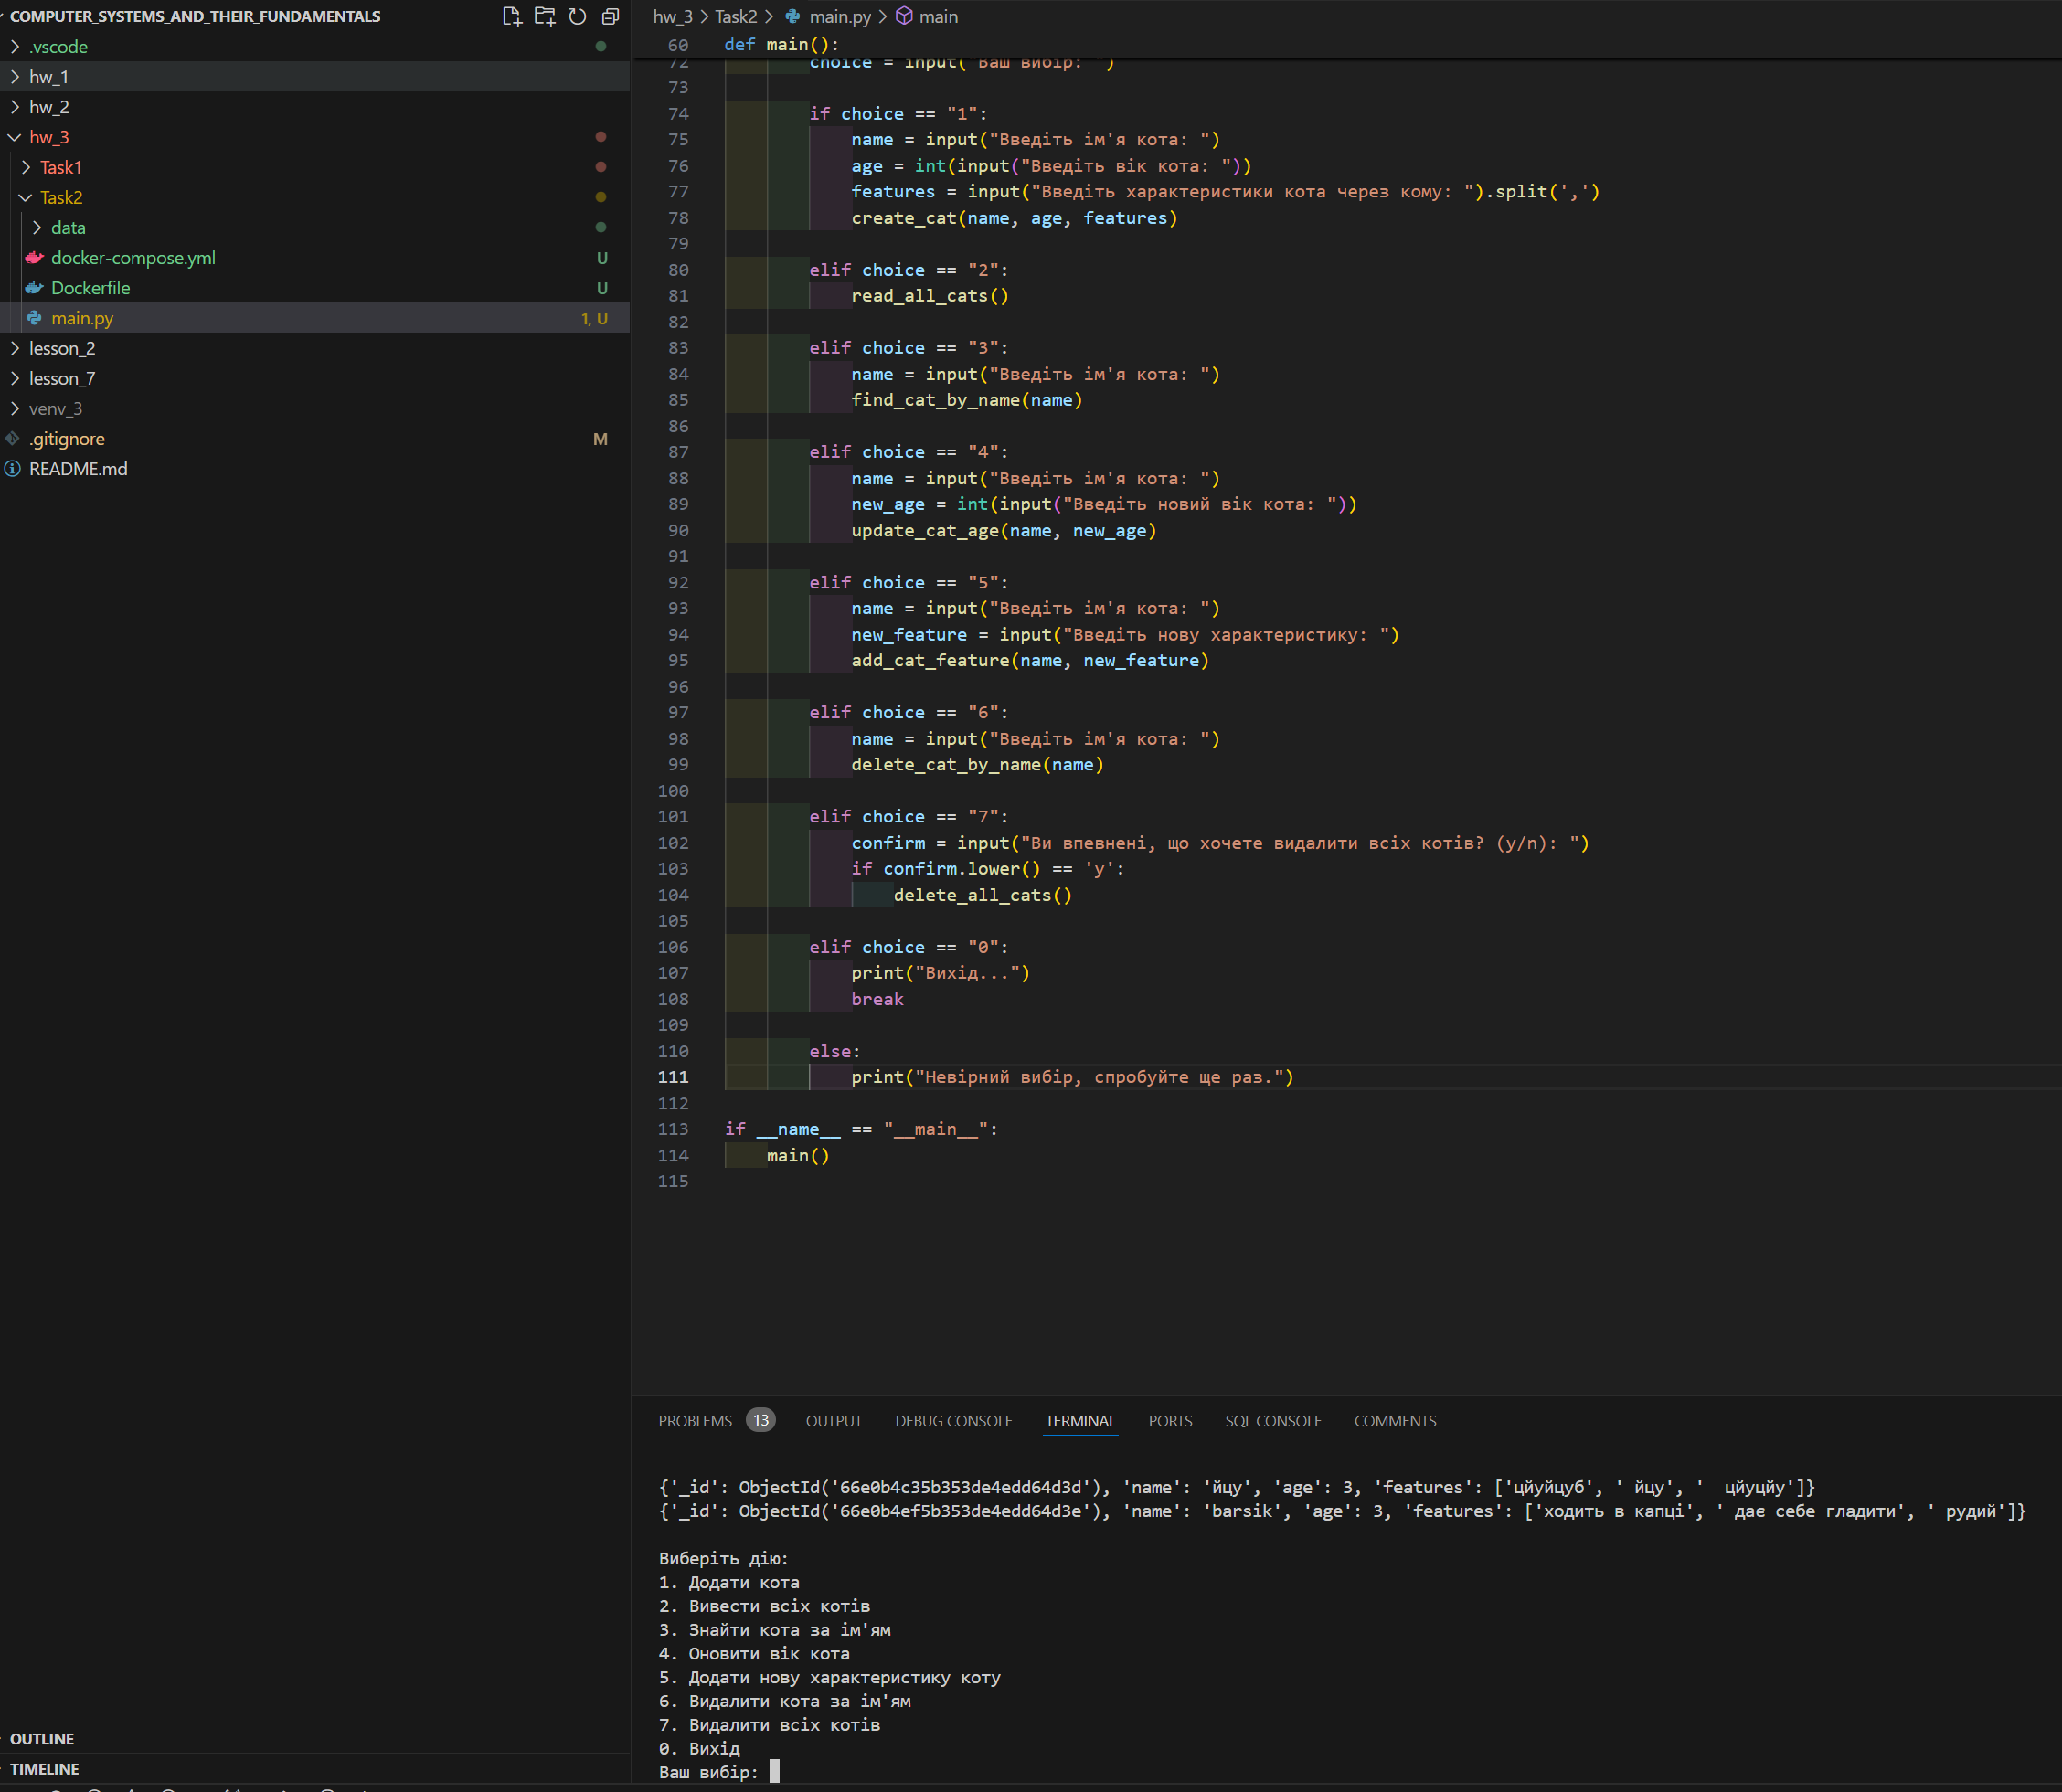 COMPUTER_SYSTEMS_AND_THEIR_FUNDAMENTALS
.vscode
hw_1
hw_2
hw_3
Task1
Task2
data
docker-compose.yml U
Dockerfile U
main.py 1, U
lesson_2
lesson_7
venv_3
.gitignore M
README.md
OUTLINE
TIMELINE
hw_3 > Task2 > main.py > main
60 def main():
72 choice = input("Ваш вибір: ")
73
74 if choice == "1":
75 name = input("Введіть ім'я кота: ")
76 age = int(input("Введіть вік кота: "))
77 features = input("Введіть характеристики кота через кому: ").split(',')
78 create_cat(name, age, features)
79
80 elif choice == "2":
81 read_all_cats()
82
83 elif choice == "3":
84 name = input("Введіть ім'я кота: ")
85 find_cat_by_name(name)
86
87 elif choice == "4":
88 name = input("Введіть ім'я кота: ")
89 new_age = int(input("Введіть новий вік кота: "))
90 update_cat_age(name, new_age)
91
92 elif choice == "5":
93 name = input("Введіть ім'я кота: ")
94 new_feature = input("Введіть нову характеристику: ")
95 add_cat_feature(name, new_feature)
96
97 elif choice == "6":
98 name = input("Введіть ім'я кота: ")
99 delete_cat_by_name(name)
100
101 elif choice == "7":
102 confirm = input("Ви впевнені, що хочете видалити всіх котів? (y/n): ")
103 if confirm.lower() == 'y':
104 delete_all_cats()
105
106 elif choice == "0":
107 print("Вихід...")
108 break
109
110 else:
111 print("Невірний вибір, спробуйте ще раз.")
112
113 if __name__ == "__main__":
114 main()
115
PROBLEMS 13 OUTPUT DEBUG CONSOLE TERMINAL PORTS SQL CONSOLE COMMENTS
{'_id': ObjectId('66e0b4c35b353de4edd64d3d'), 'name': 'йцу', 'age': 3, 'features': ['цйуйцуб', ' йцу', '  цйуцйу']}
{'_id': ObjectId('66e0b4ef5b353de4edd64d3e'), 'name': 'barsik', 'age': 3, 'features': ['ходить в капці', ' дає себе гладити', ' рудий']}
Виберіть дію:
1. Додати кота
2. Вивести всіх котів
3. Знайти кота за ім'ям
4. Оновити вік кота
5. Додати нову характеристику коту
6. Видалити кота за ім'ям
7. Видалити всіх котів
0. Вихід
Ваш вибір: